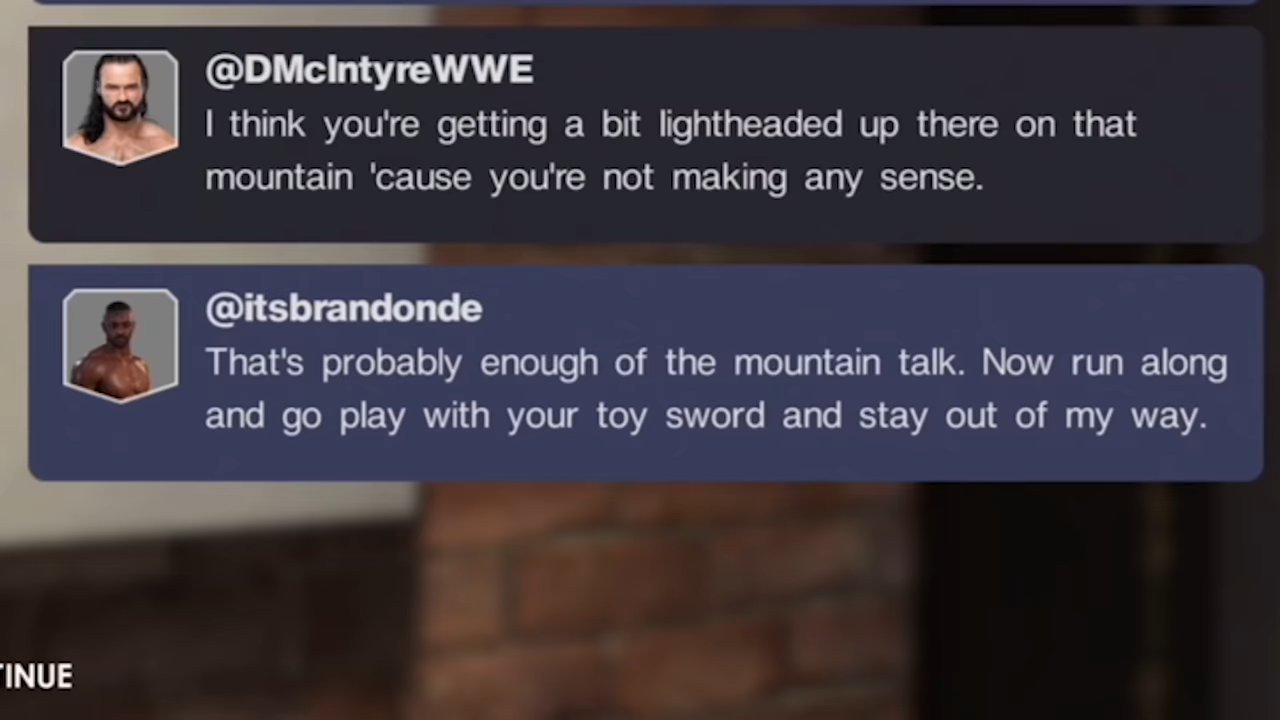 @DMcIntyreWWE
I think you're getting a bit lightheaded up there on that
mountain 'cause you're not making any sense.
@itsbrandonde
That's probably enough of the mountain talk. Now run along
and go play with your toy sword and stay out of my way.
TINUE